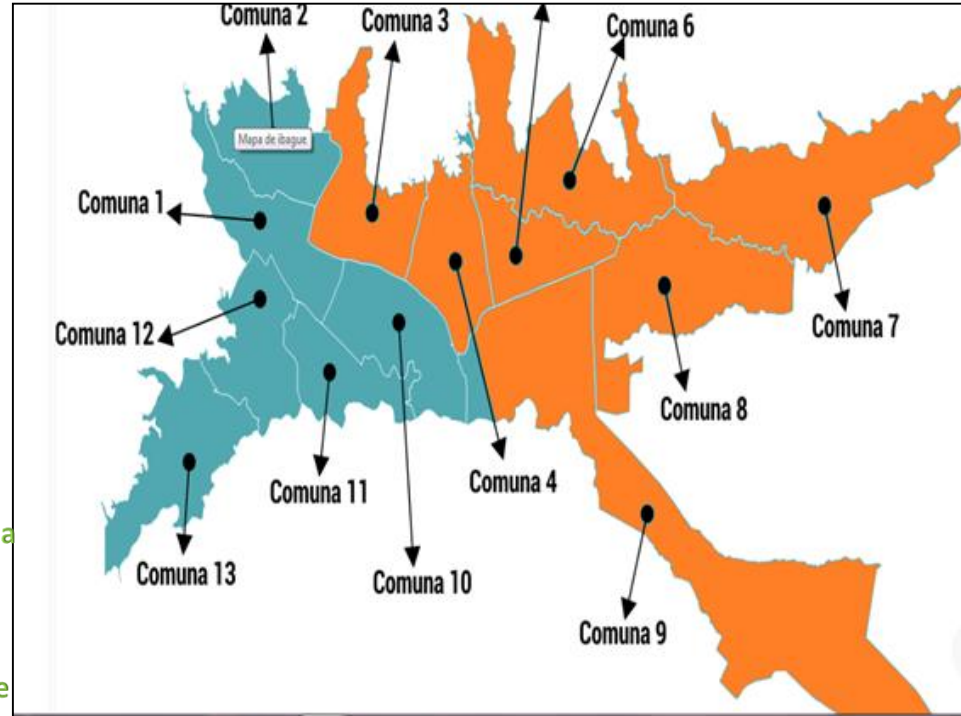 Comuna 2
Comuna 3
Comuna 6
Mapa de ibague
Comuna 1
Comuna 12
Comuna 7
Comuna 8
Comuna 4
Comuna 11
a
Comuna 13
Comuna 10
Comuna 9
e